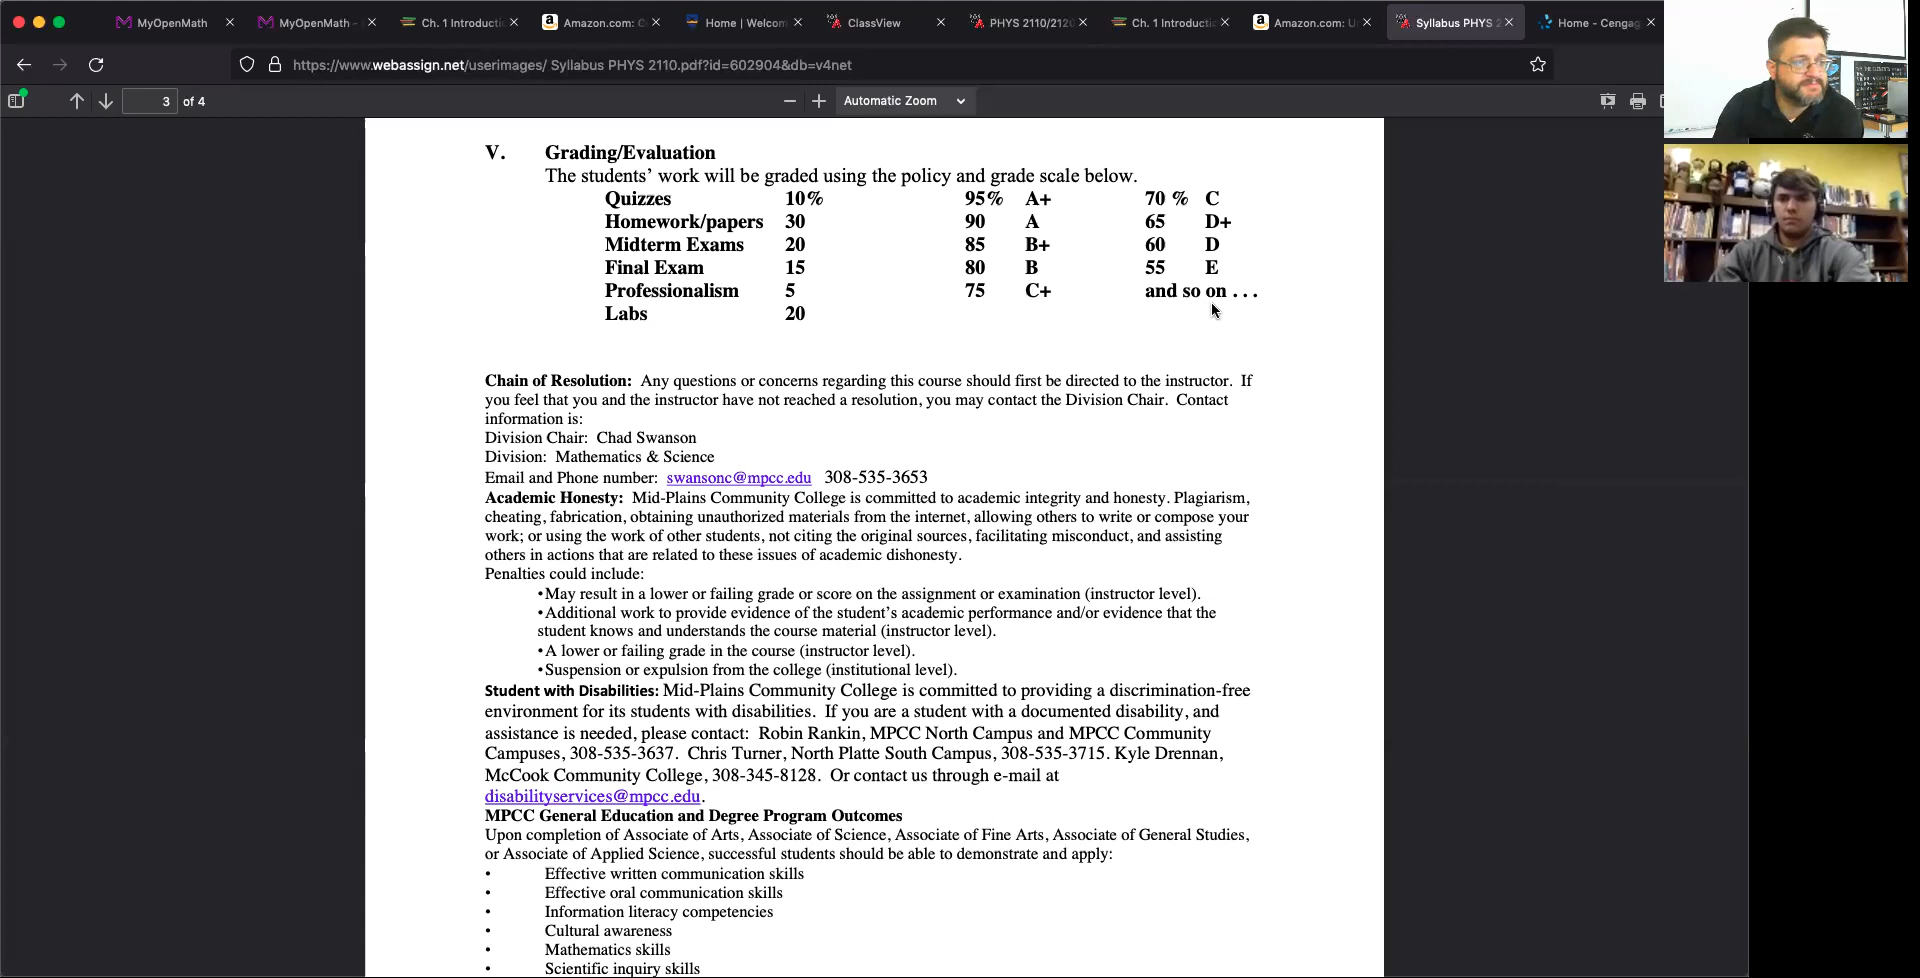 MyOpenMath
MyOpenMath -
Ch. 1 Introducti
Amazon.com: C
Home | Welcom
ClassView
PHYS 2110/212
Ch. 1 Introducti
Amazon.com: U
Syllabus PHYS 2
Home - Cengag
https://www.webassign.net/userimages/ Syllabus PHYS 2110.pdf?id=602904&db=v4net
3 of 4
Automatic Zoom
V. Grading/Evaluation
The students’ work will be graded using the policy and grade scale below.
Quizzes 10% 95% A+ 70 % C
Homework/papers 30 90 A 65 D+
Midterm Exams 20 85 B+ 60 D
Final Exam 15 80 B 55 E
Professionalism 5 75 C+ and so on . . .
Labs 20
Chain of Resolution: Any questions or concerns regarding this course should first be directed to the instructor. If
you feel that you and the instructor have not reached a resolution, you may contact the Division Chair. Contact
information is:
Division Chair: Chad Swanson
Division: Mathematics & Science
Email and Phone number: swansonc@mpcc.edu 308-535-3653
Academic Honesty: Mid-Plains Community College is committed to academic integrity and honesty. Plagiarism,
cheating, fabrication, obtaining unauthorized materials from the internet, allowing others to write or compose your
work; or using the work of other students, not citing the original sources, facilitating misconduct, and assisting
others in actions that are related to these issues of academic dishonesty.
Penalties could include:
•May result in a lower or failing grade or score on the assignment or examination (instructor level).
•Additional work to provide evidence of the student’s academic performance and/or evidence that the
student knows and understands the course material (instructor level).
•A lower or failing grade in the course (instructor level).
•Suspension or expulsion from the college (institutional level).
Student with Disabilities: Mid-Plains Community College is committed to providing a discrimination-free
environment for its students with disabilities. If you are a student with a documented disability, and
assistance is needed, please contact: Robin Rankin, MPCC North Campus and MPCC Community
Campuses, 308-535-3637. Chris Turner, North Platte South Campus, 308-535-3715. Kyle Drennan,
McCook Community College, 308-345-8128. Or contact us through e-mail at
disabilityservices@mpcc.edu.
MPCC General Education and Degree Program Outcomes
Upon completion of Associate of Arts, Associate of Science, Associate of Fine Arts, Associate of General Studies,
or Associate of Applied Science, successful students should be able to demonstrate and apply:
• Effective written communication skills
• Effective oral communication skills
• Information literacy competencies
• Cultural awareness
• Mathematics skills
• Scientific inquiry skills